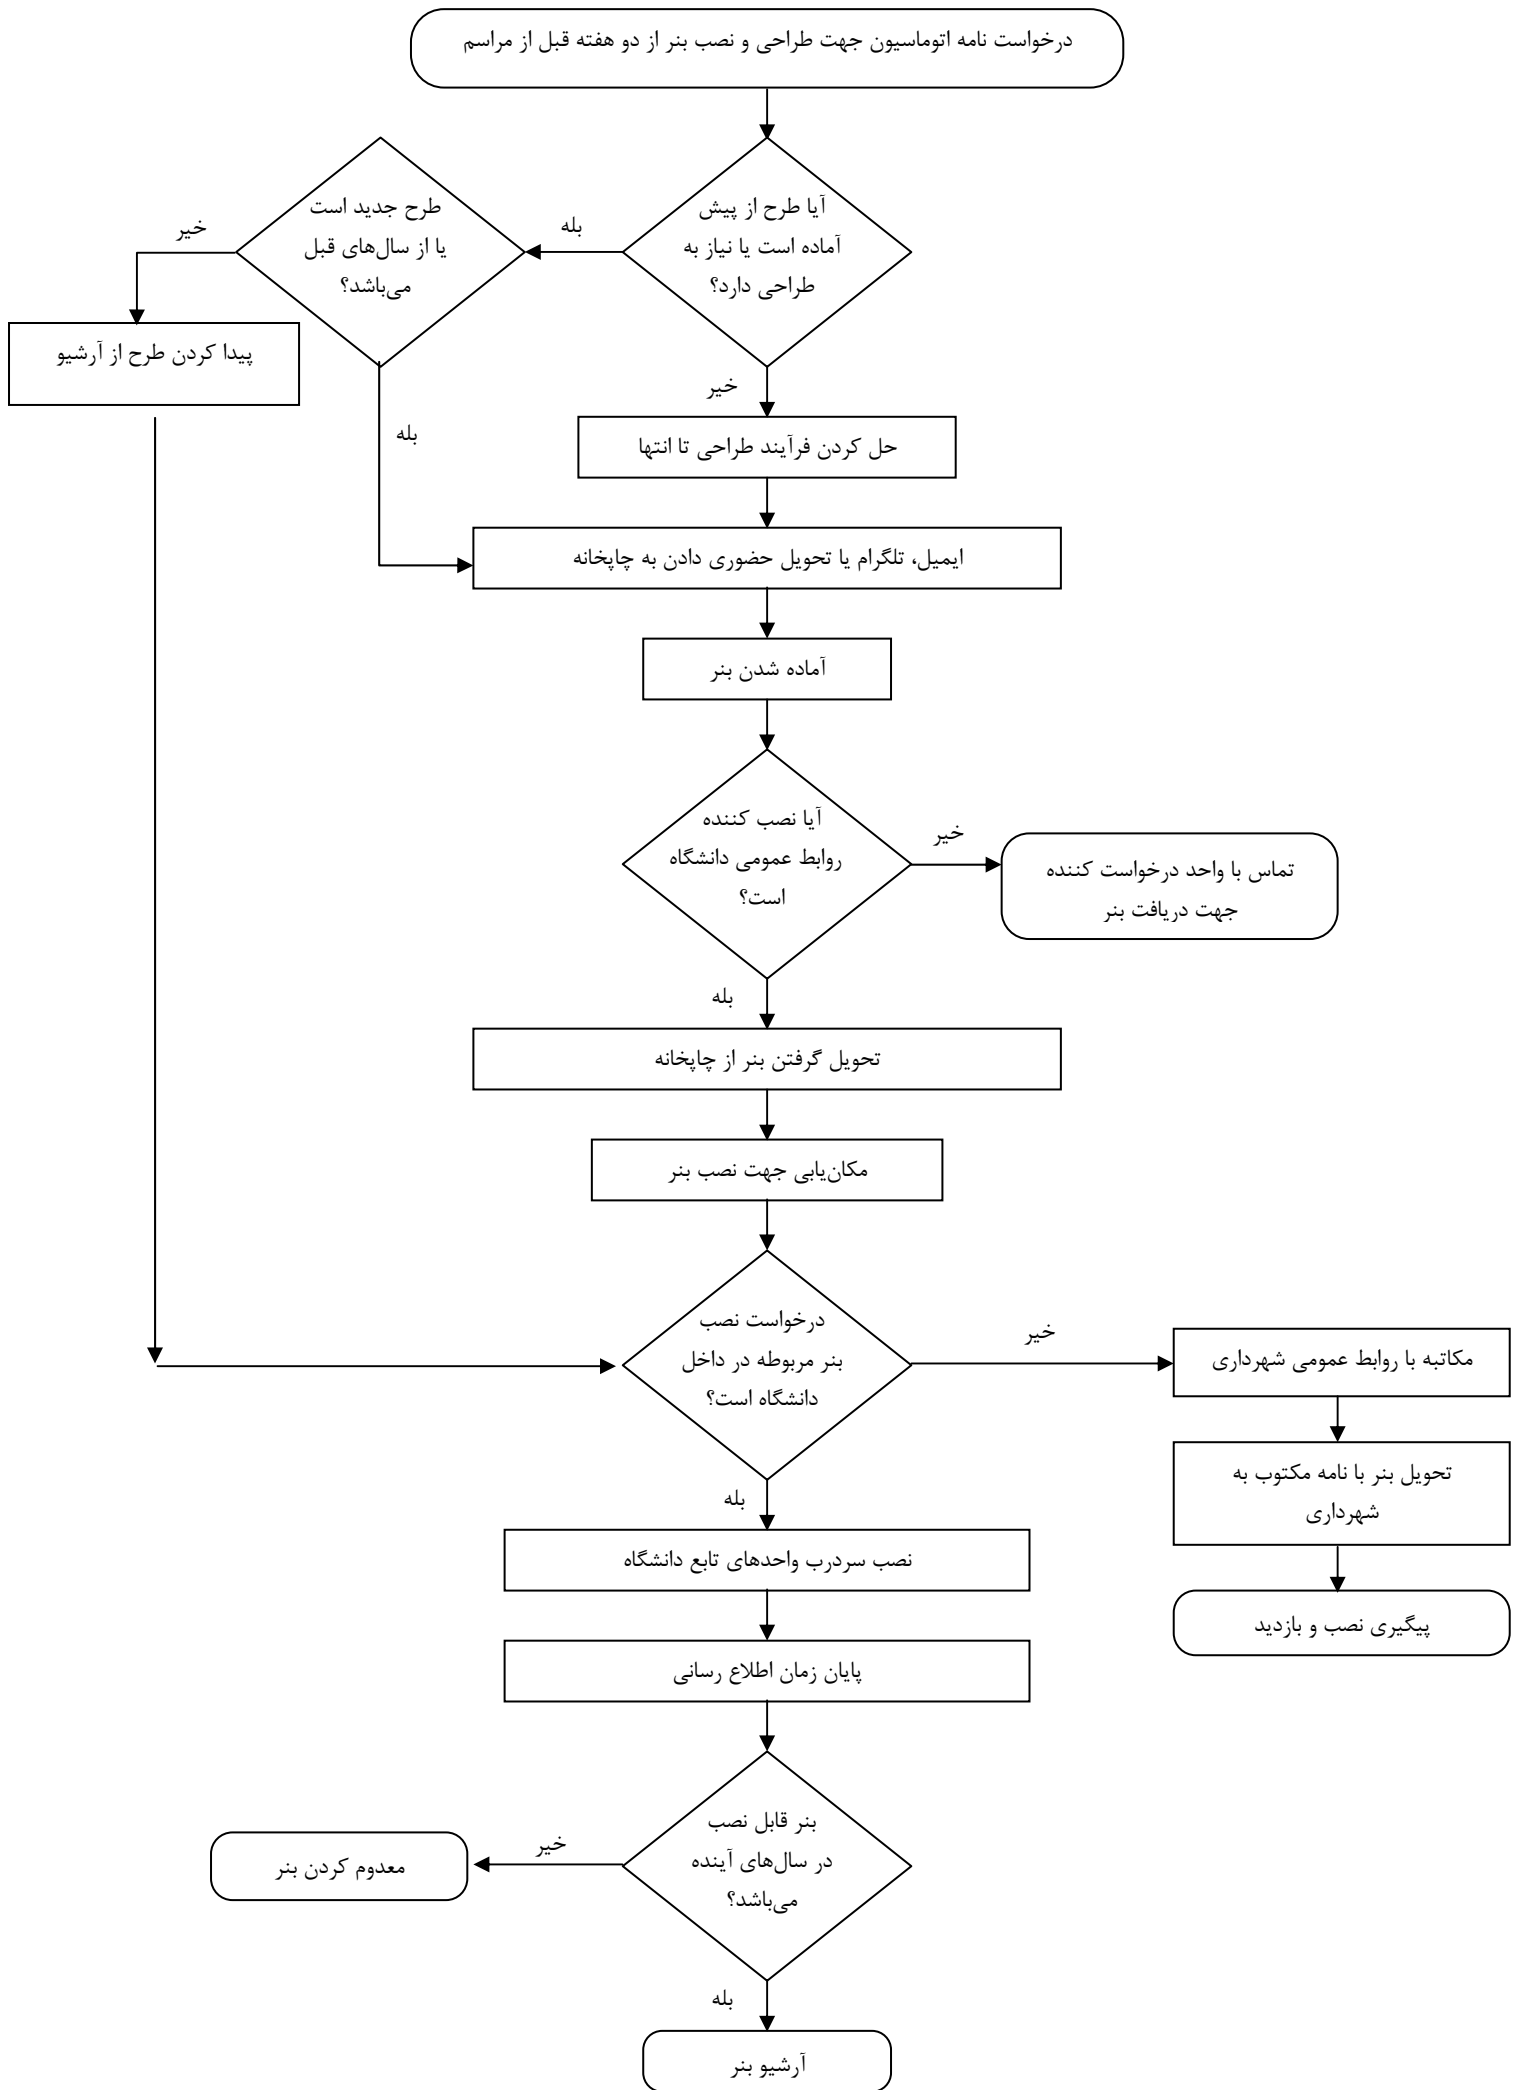 درخواست نامه اتوماسیون جهت طراحی و نصب بنر از دو هفته قبل از مراسم
آیا طرح از پیش
آماده است یا نیاز به
طراحی دارد؟
بله
طرح جدید است
یا از سال‌های قبل
می‌باشد؟
خیر
پیدا کردن طرح از آرشیو
خیر
بله
حل کردن فرآیند طراحی تا انتها
ایمیل، تلگرام یا تحویل حضوری دادن به چاپخانه
آماده شدن بنر
آیا نصب کننده
روابط عمومی دانشگاه
است؟
خیر
تماس با واحد درخواست کننده
جهت دریافت بنر
بله
تحویل گرفتن بنر از چاپخانه
مکان‌یابی جهت نصب بنر
درخواست نصب
بنر مربوطه در داخل
دانشگاه است؟
خیر
مکاتبه با روابط عمومی شهرداری
تحویل بنر با نامه مکتوب به
شهرداری
پیگیری نصب و بازدید
بله
نصب سردرب واحدهای تابع دانشگاه
پایان زمان اطلاع رسانی
بنر قابل نصب
در سال‌های آینده
می‌باشد؟
خیر
معدوم کردن بنر
بله
آرشیو بنر